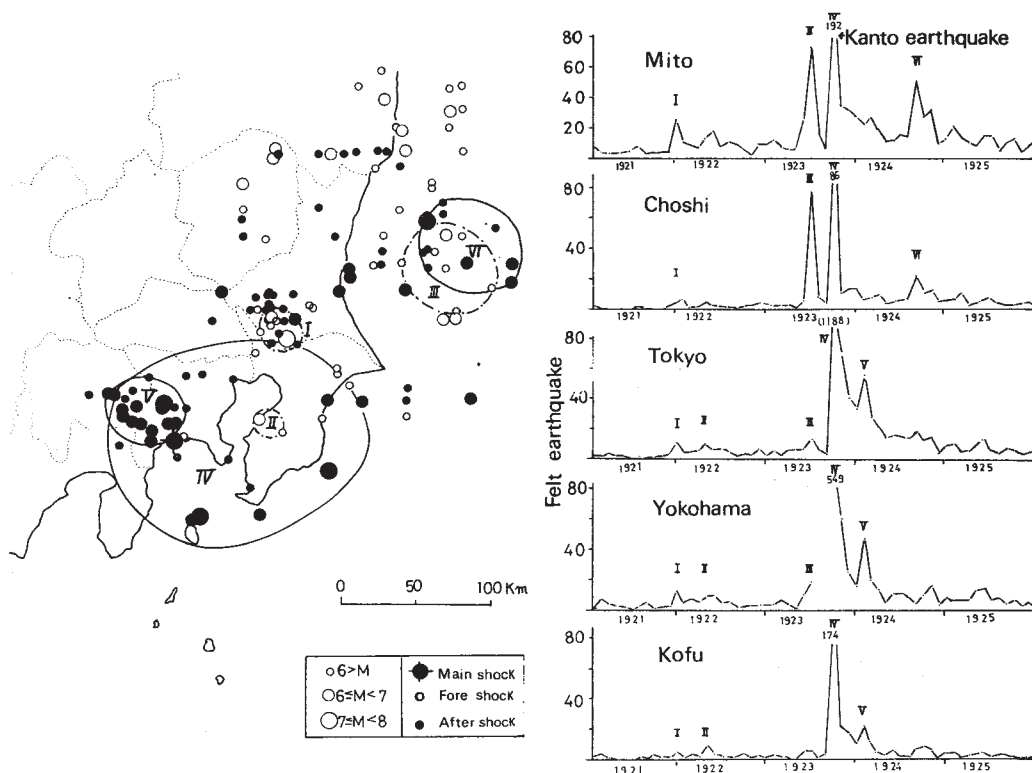 I
II
III
IV
V
VI
0 50 100 Km
6>M
6≦M<7
7≦M<8
Main shock
Fore shock
After shock
Felt earthquake
Mito
Kanto earthquake
80
60
40
20
I
III
IV
192
VI
1921 1922 1923 1924 1925
Choshi
80
40
I
III
IV
86
VI
1921 1922 1923 1924 1925
Tokyo
80
40
I
II
III
IV
(1188)
V
1921 1922 1923 1924 1925
Yokohama
80
40
I
II
III
IV
549
V
1921 1922 1923 1924 1925
Kofu
80
40
I
II
IV
174
V
1921 1922 1923 1924 1925